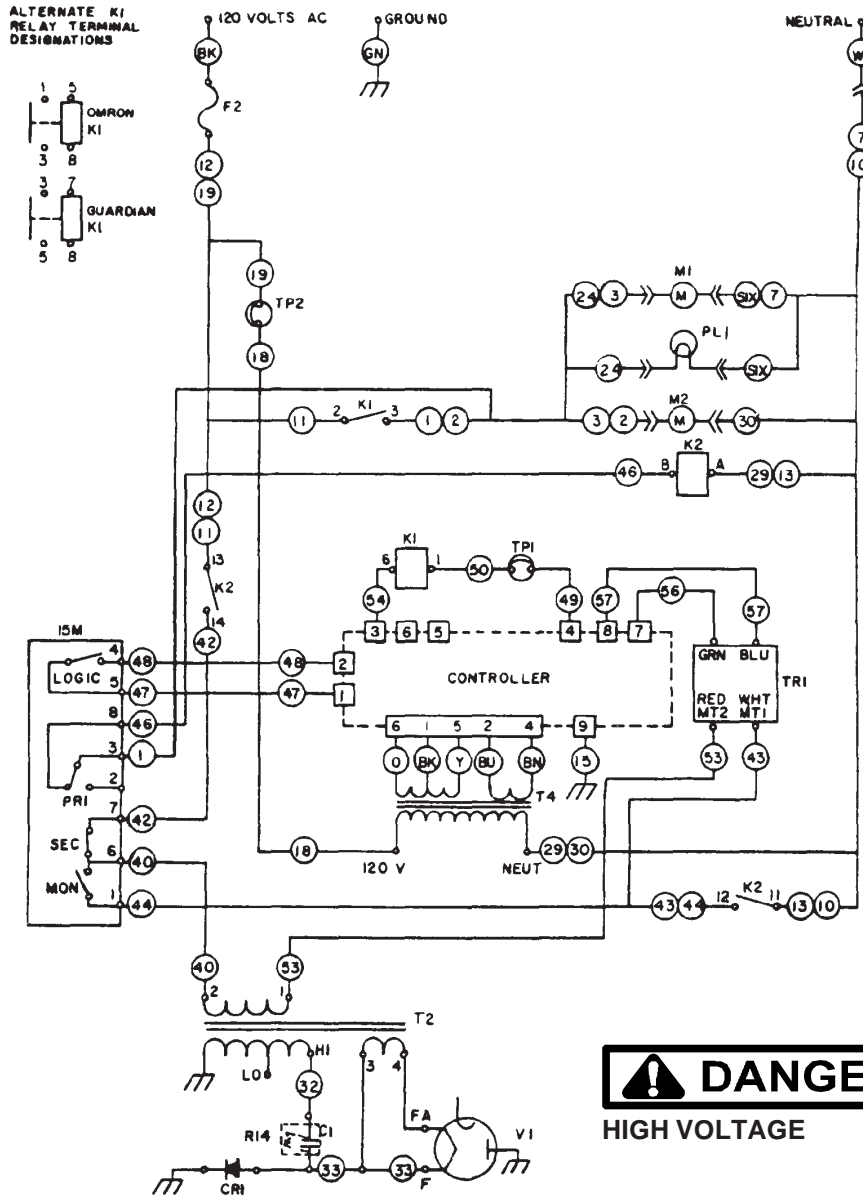 ALTERNATE K1
RELAY TERMINAL
DESIGNATIONS
120 VOLTS AC
GROUND
NEUTRAL
BK
GN
W
1 5
OMRON
K1
3 8
3 7
GUARDIAN
K1
5 8
F2
12
19
7
10
19
TP2
18
M1
24 3 M SIX 7
PL1
24 SIX
M2
11 2 K1 3 1 2 3 2 M 30
K2
46 B A 29 13
12
11
13
K2
14
42
K1
6 1 50 TP1
54 49 57 56 57
3 6 5 4 8 7
15M
4 48 48 2
LOGIC
5 47 47 1
CONTROLLER
GRN BLU
TR1
RED WHT
MT2 MT1
8 46
3 1
PRI 2
6 1 5 2 4 9
O BK Y BU BN 15
53 43
T4
7 42
SEC
6 40
18 120 V NEUT 29 30
MON
1 44
43 44 12 K2 11 13 10
40 53
2 1
T2
H1
LO
3 4
32
FA
R14 C1
V1
33 33 F
CR1
DANGE
HIGH VOLTAGE